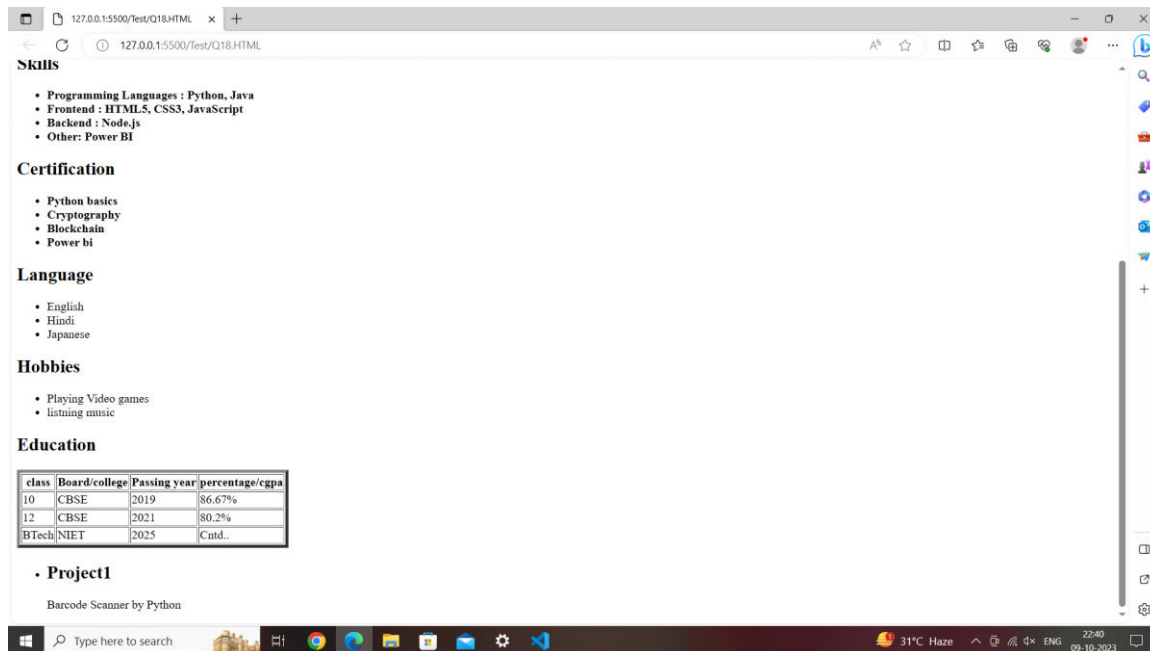 127.0.0.1:5500/Test/Q18.HTML
127.0.0.1:5500/Test/Q18.HTML
Skills
Programming Languages : Python, Java
Frontend : HTML5, CSS3, JavaScript
Backend : Node.js
Other: Power BI
Certification
Python basics
Cryptography
Blockchain
Power bi
Language
English
Hindi
Japanese
Hobbies
Playing Video games
listning music
Education
class Board/college Passing year percentage/cgpa
10 CBSE 2019 86.67%
12 CBSE 2021 80.2%
BTech NIET 2025 Cntd..
Project1
Barcode Scanner by Python
Type here to search
31°C Haze
ENG
22:40
09-10-2023